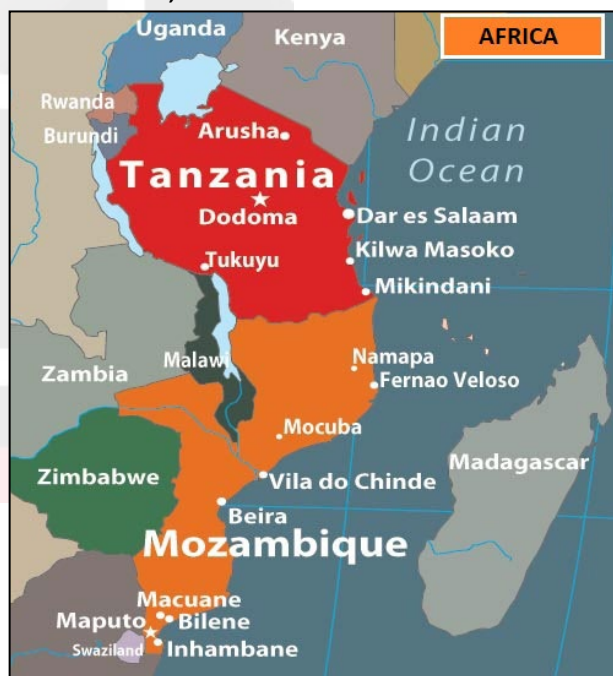 AFRICA
Uganda
Kenya
Rwanda
Burundi
Arusha
Indian
Ocean
Tanzania
Dodoma
Dar es Salaam
Kilwa Masoko
Tukuyu
Mikindani
Malawi
Namapa
Zambia
Fernao Veloso
Mocuba
Madagascar
Zimbabwe
Vila do Chinde
Beira
Mozambique
Macuane
Maputo
Bilene
Swaziland
Inhambane